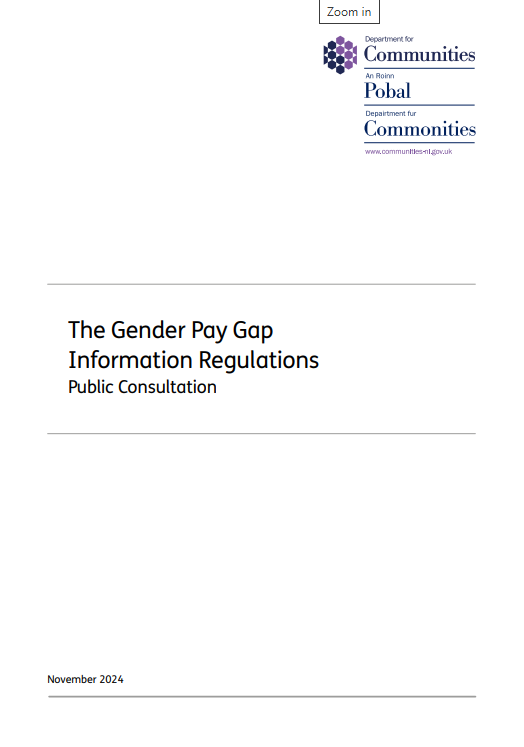 Zoom in
Department for
Communities
An Roinn
Pobal
Depairtment fur
Commonities
www.communities-ni.gov.uk
The Gender Pay Gap
Information Regulations
Public Consultation
November 2024